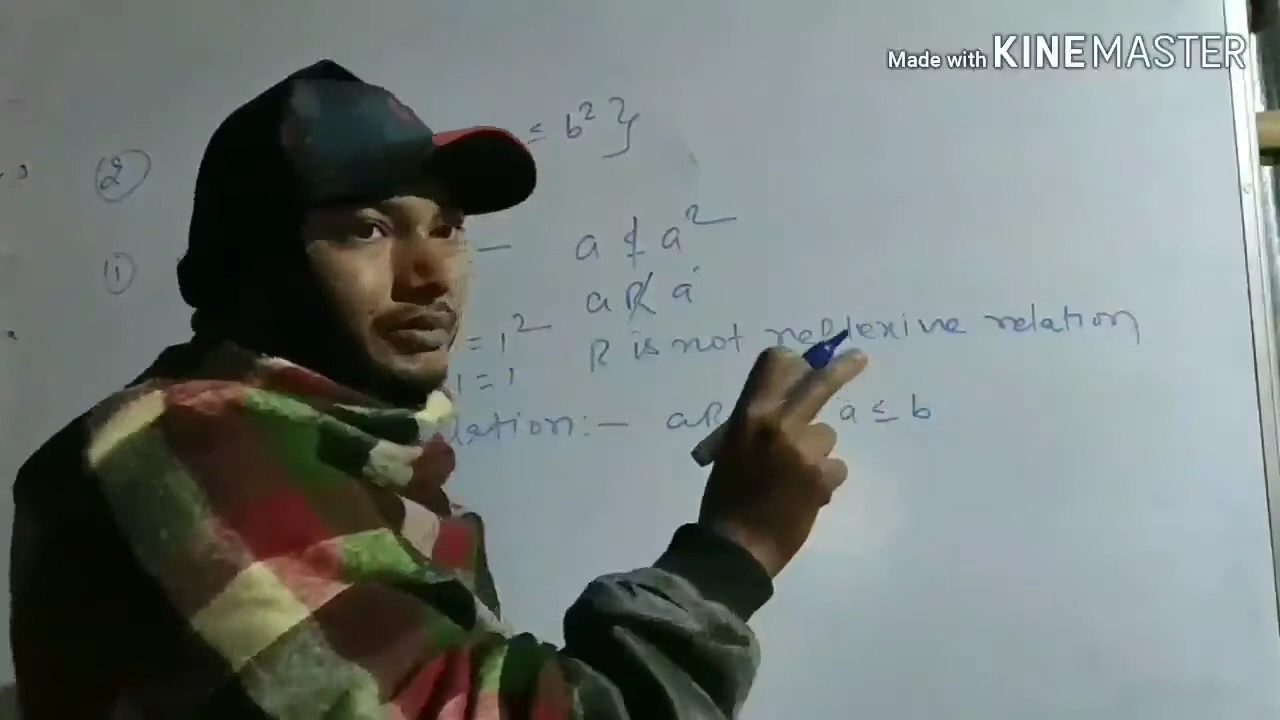 Made with KINEMASTER
② ≤ b² }
① — a ≰ a²
a R̸ a
= 1² R is not reflexive relation
1 = 1
lation:— aR a ≤ b